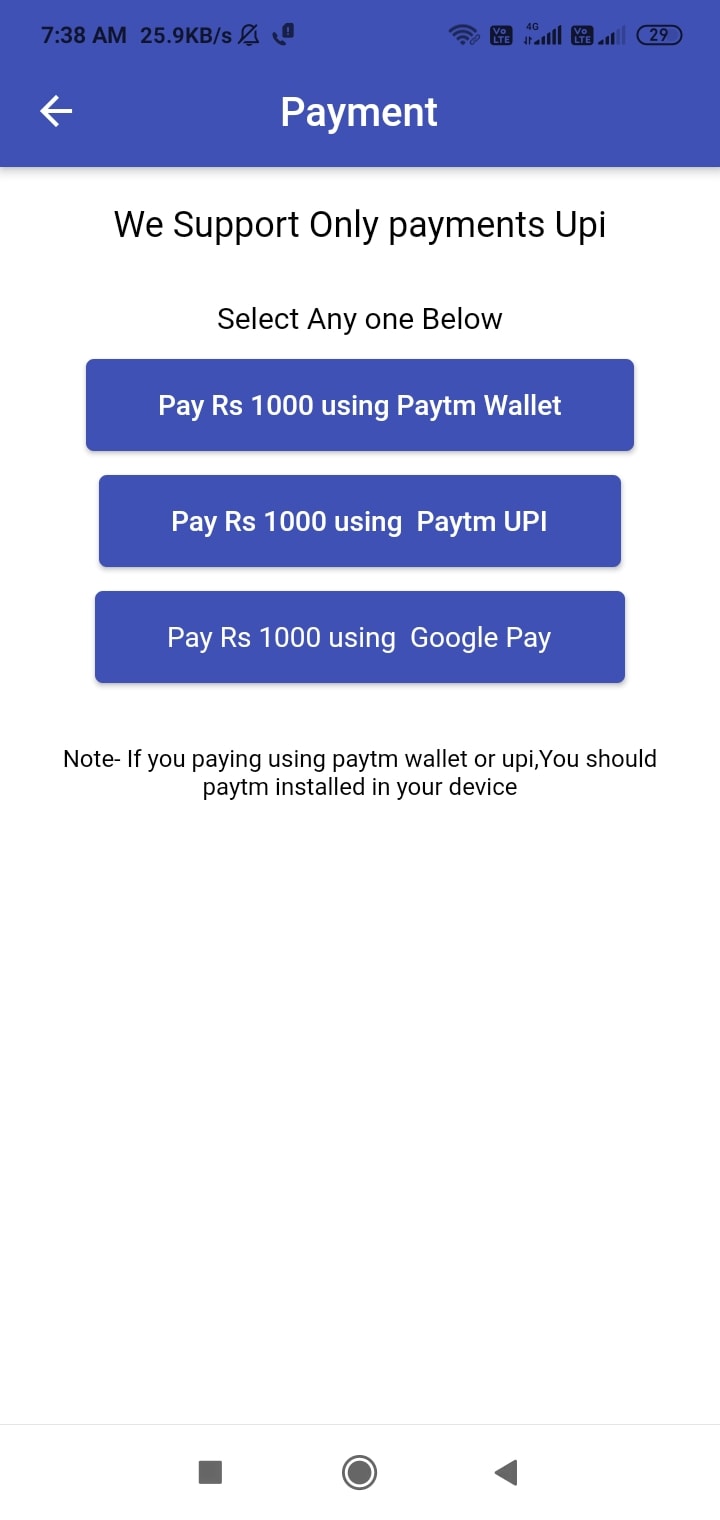 7:38 AM 25.9KB/s Vo LTE 4G Vo LTE 29
Payment
We Support Only payments Upi
Select Any one Below
Pay Rs 1000 using Paytm Wallet
Pay Rs 1000 using  Paytm UPI
Pay Rs 1000 using  Google Pay
Note- If you paying using paytm wallet or upi,You should
paytm installed in your device